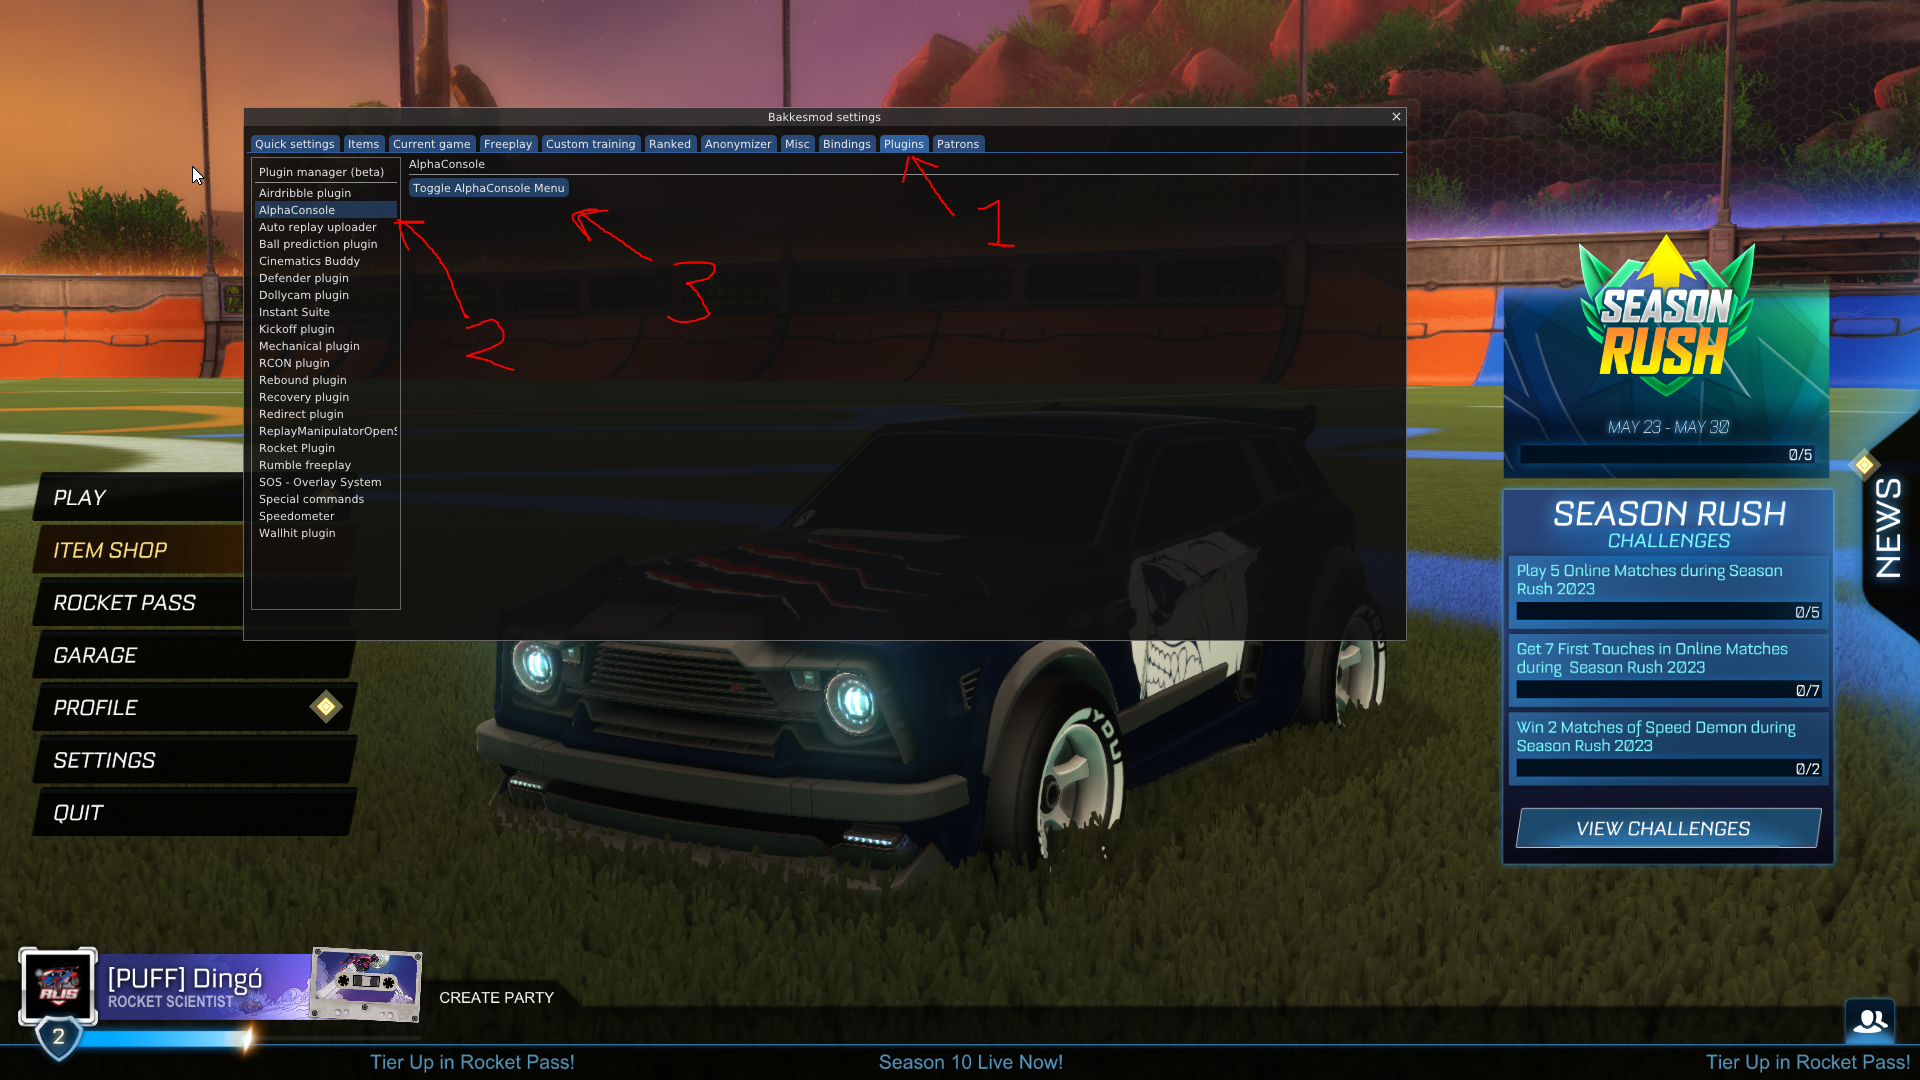 Bakkesmod settings
Quick settings Items Current game Freeplay Custom training Ranked Anonymizer Misc Bindings Plugins Patrons
Plugin manager (beta)
Airdribble plugin
AlphaConsole
Auto replay uploader
Ball prediction plugin
Cinematics Buddy
Defender plugin
Dollycam plugin
Instant Suite
Kickoff plugin
Mechanical plugin
RCON plugin
Rebound plugin
Recovery plugin
Redirect plugin
ReplayManipulatorOpenS
Rocket Plugin
Rumble freeplay
SOS - Overlay System
Special commands
Speedometer
Wallhit plugin
AlphaConsole
Toggle AlphaConsole Menu
1
2
3
PLAY
ITEM SHOP
ROCKET PASS
GARAGE
PROFILE
SETTINGS
QUIT
SEASON
RUSH
MAY 23 - MAY 30
0/5
SEASON RUSH
CHALLENGES
Play 5 Online Matches during Season
Rush 2023
0/5
Get 7 First Touches in Online Matches
during Season Rush 2023
0/7
Win 2 Matches of Speed Demon during
Season Rush 2023
0/2
VIEW CHALLENGES
NEWS
YOU
RLIS
[PUFF] Dingó
ROCKET SCIENTIST
2
CREATE PARTY
Tier Up in Rocket Pass! Season 10 Live Now! Tier Up in Rocket Pass!